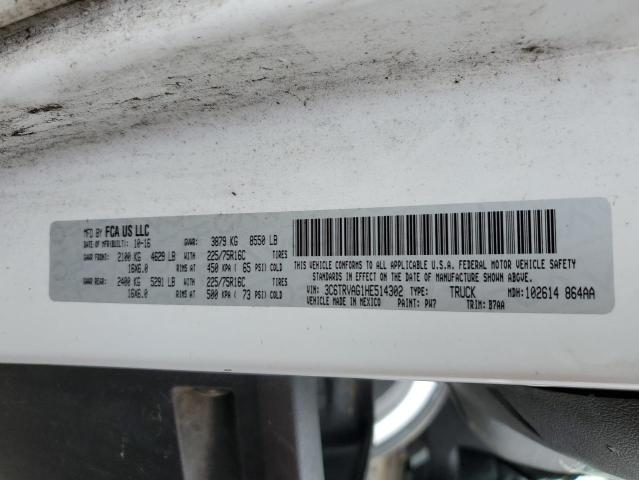 MFD BY FCA US LLC
DATE OF MFR(BUILT): 10-16 GVWR: 3879 KG 8550 LB
GAWR FRONT: 2100 KG 4629 LB WITH 225/75R16C TIRES
16X6.0 RIMS AT 450 KPA ( 65 PSI) COLD
GAWR REAR: 2400 KG 5291 LB WITH 225/75R16C TIRES
16X6.0 RIMS AT 500 KPA ( 73 PSI) COLD
THIS VEHICLE CONFORMS TO ALL APPLICABLE U.S.A. FEDERAL MOTOR VEHICLE SAFETY
STANDARDS IN EFFECT ON THE DATE OF MANUFACTURE SHOWN ABOVE.
VIN: 3C6TRVAG1HE514302 TYPE: TRUCK MDH: 102614 864AA
VEHICLE MADE IN MEXICO PAINT: PW7 TRIM: B7AA